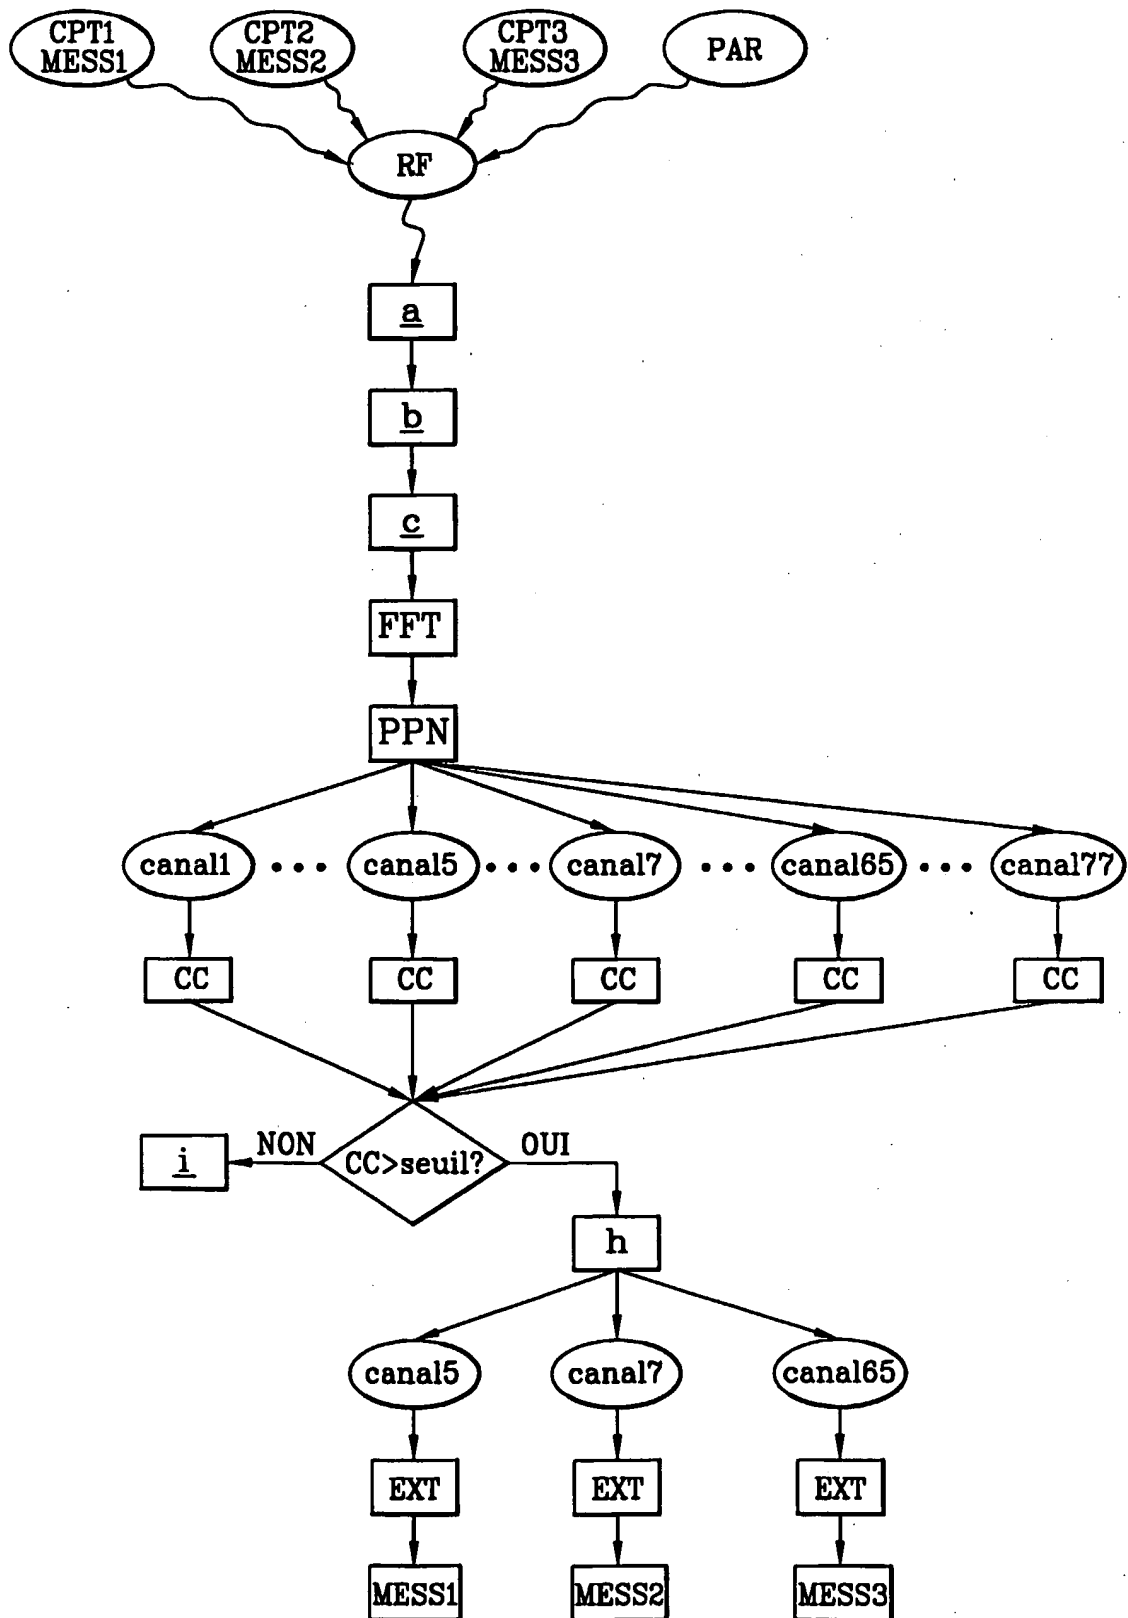 CPT1
MESS1
CPT2
MESS2
CPT3
MESS3
PAR
RF
a
b
c
FFT
PPN
canal1 ••• canal5 ••• canal7 ••• canal65 ••• canal77
CC CC CC CC CC
NON CC>seuil? OUI
i
h
canal5 canal7 canal65
EXT EXT EXT
MESS1 MESS2 MESS3